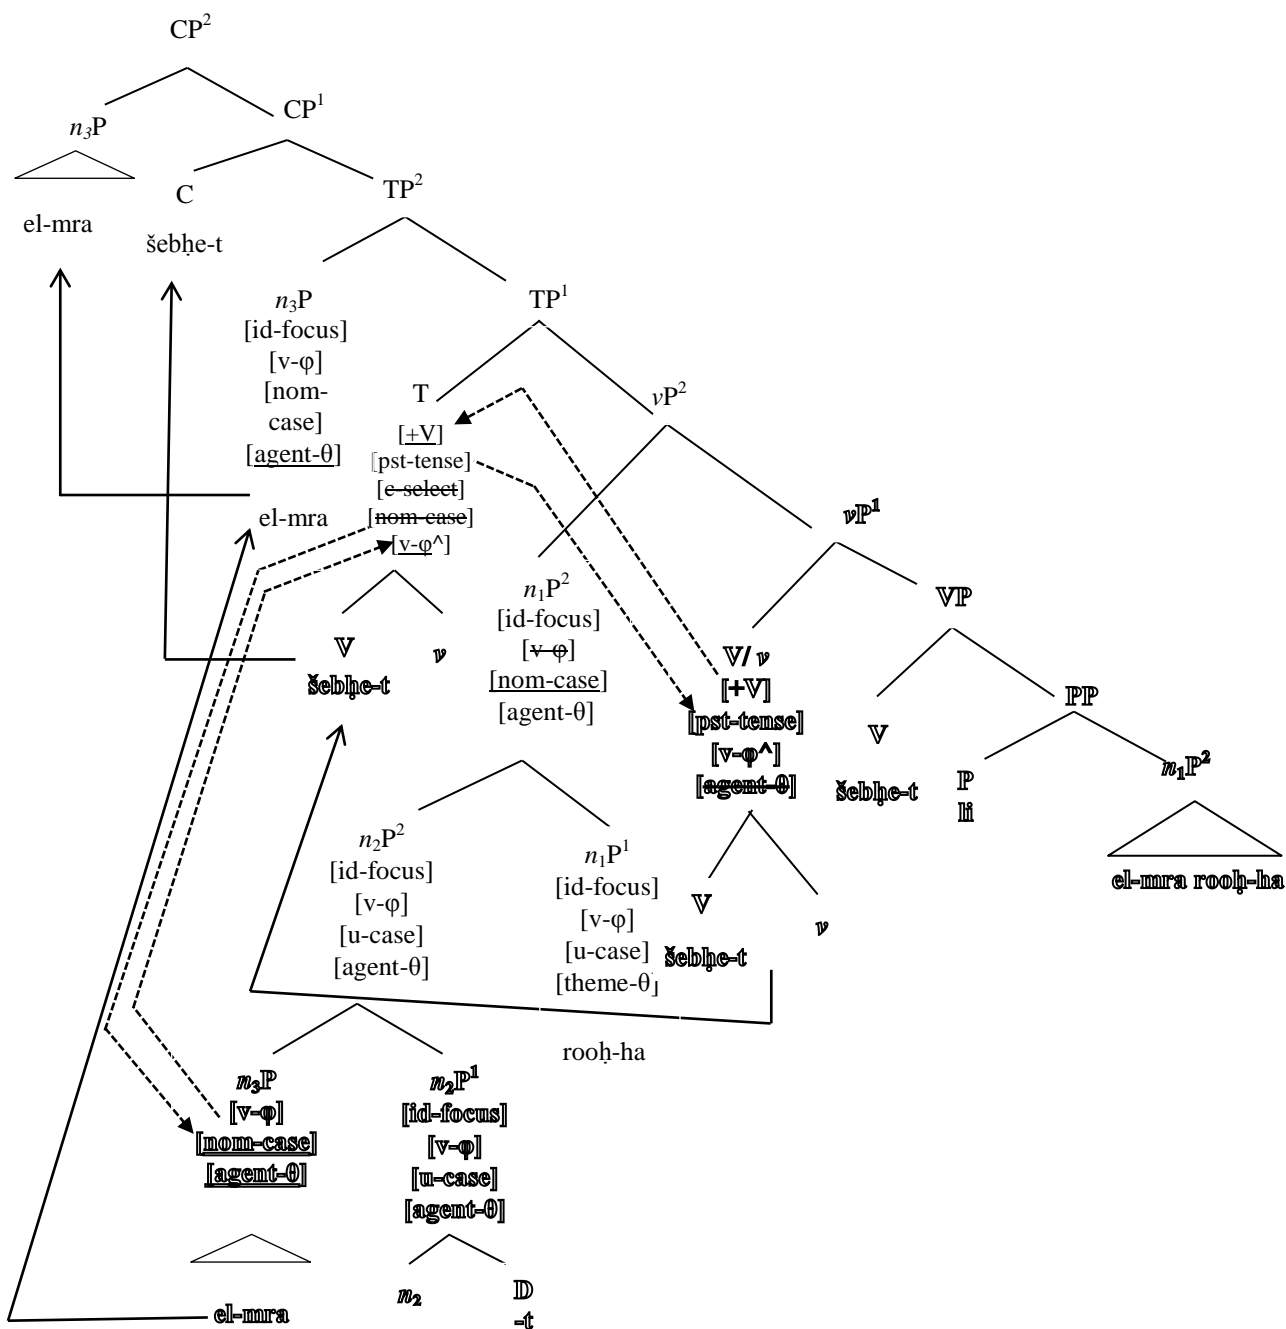 CP²
n₃P
CP¹
el-mra
C
šebḥe-t
TP²
n₃P
[id-focus]
[v-φ]
[nom-
case]
[agent-θ]
el-mra
TP¹
T
[+V]
[pst-tense]
[c-select]
[nom-case]
[v-φ^]
V
šebḥe-t
v
vP²
n₁P²
[id-focus]
[v-φ]
[nom-case]
[agent-θ]
vP¹
V/ v
[+V]
[pst-tense]
[v-φ^]
[agent-θ]
V
šebḥe-t
v
VP
V
šebḥe-t
PP
P
li
n₁P²
el-mra rooḥ-ha
n₂P²
[id-focus]
[v-φ]
[u-case]
[agent-θ]
n₁P¹
[id-focus]
[v-φ]
[u-case]
[theme-θ]
rooḥ-ha
n₃P
[v-φ]
[nom-case]
[agent-θ]
el-mra
n₂P¹
[id-focus]
[v-φ]
[u-case]
[agent-θ]
n₂
D
-t